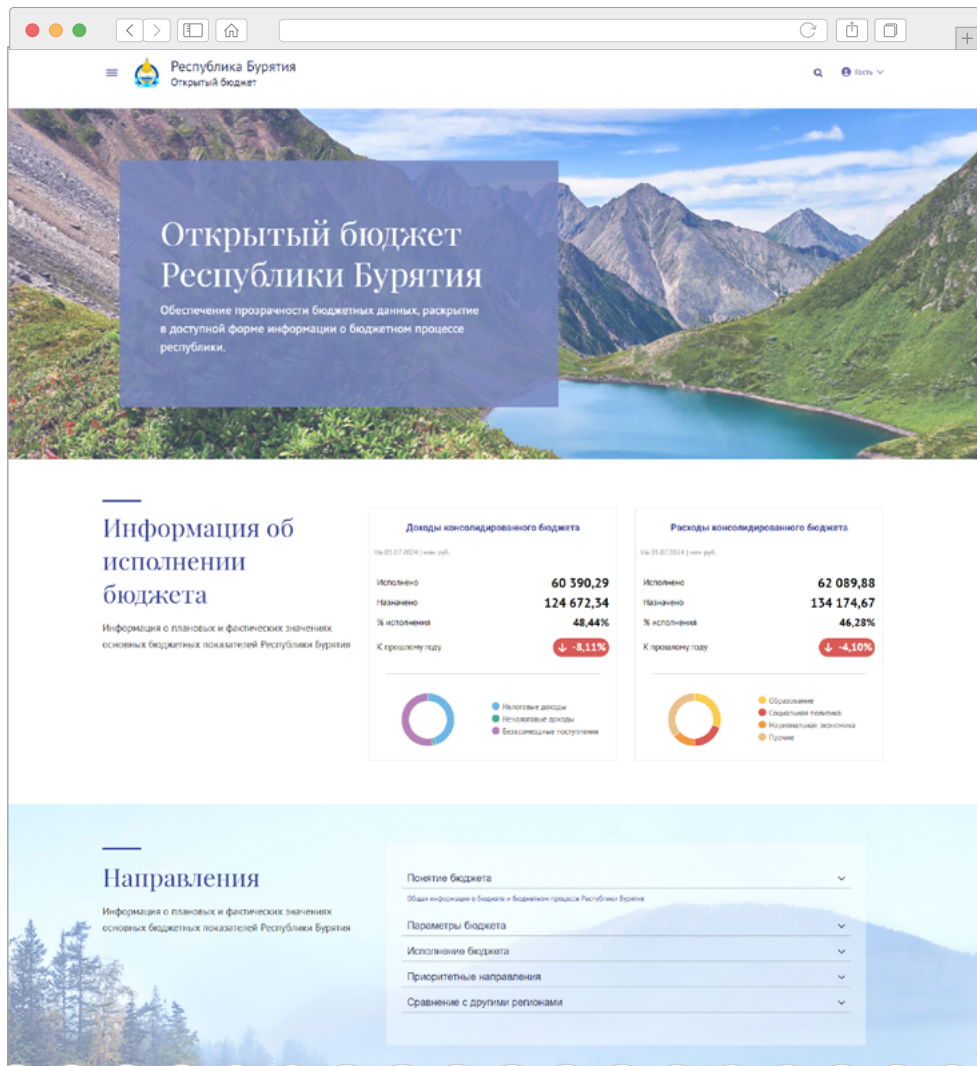 Республика Бурятия
Открытый бюджет
Гость
Открытый бюджет
Республики Бурятия
Обеспечение прозрачности бюджетных данных, раскрытие
в доступной форме информации о бюджетном процессе
республики.
Информация об
исполнении
бюджета
Информация о плановых и фактических значениях
основных бюджетных показателей Республики Бурятия
Доходы консолидированного бюджета
На 01.07.2024 | млн. руб.
Исполнено 60 390,29
Назначено 124 672,34
% исполнения 48,44%
К прошлому году ↓ -8,11%
Налоговые доходы
Неналоговые доходы
Безвозмездные поступления
Расходы консолидированного бюджета
На 01.07.2024 | млн. руб.
Исполнено 62 089,88
Назначено 134 174,67
% исполнения 46,28%
К прошлому году ↓ -4,10%
Образование
Социальная политика
Национальная экономика
Прочие
Направления
Информация о плановых и фактических значениях
основных бюджетных показателей Республики Бурятия
Понятие бюджета
Общая информация о бюджете и бюджетном процессе Республики Бурятия
Параметры бюджета
Исполнение бюджета
Приоритетные направления
Сравнение с другими регионами